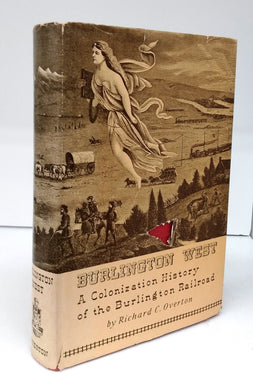 BURLINGTON WEST
A Colonization History
of the Burlington Railroad
by Richard C. Overton
BURLINGTON
WEST
OVERTON